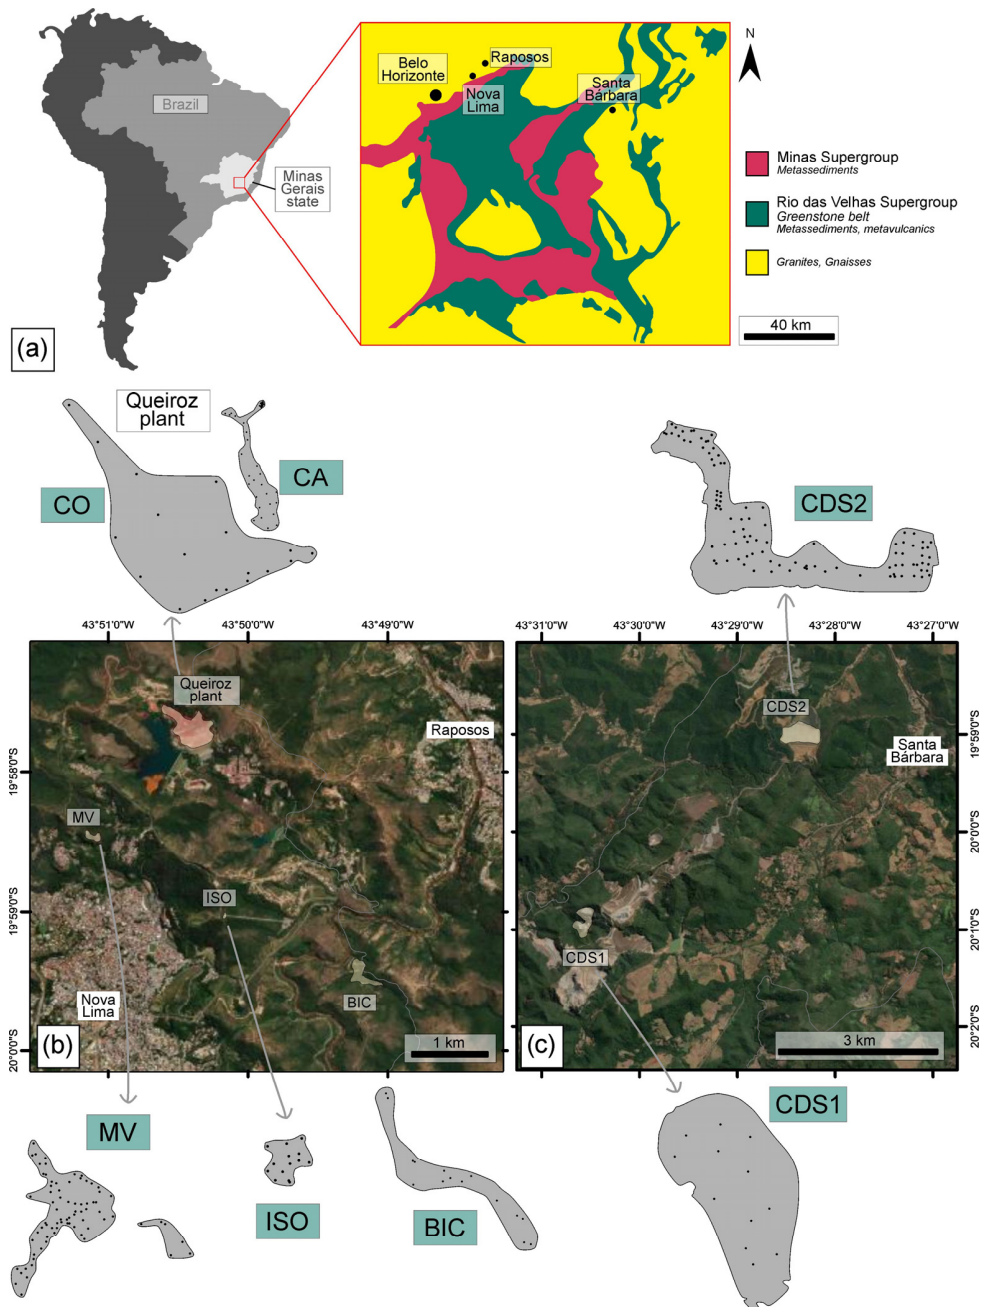 (a)
Brazil
Minas
Gerais
state
Belo
Horizonte
Raposos
Nova
Lima
Santa
Bárbara
N
Minas Supergroup
Metassediments
Rio das Velhas Supergroup
Greenstone belt
Metassediments, metavulcanics
Granites, Gnaisses
40 km
Queiroz
plant
CO
CA
CDS2
43°51'0"W
43°50'0"W
43°49'0"W
43°31'0"W
43°30'0"W
43°29'0"W
43°28'0"W
43°27'0"W
Queiroz
plant
Raposos
MV
ISO
BIC
Nova
Lima
(b)
1 km
19°58'0"S
19°59'0"S
20°0'0"S
CDS2
Santa
Bárbara
CDS1
(c)
3 km
19°59'0"S
20°0'0"S
20°1'0"S
20°2'0"S
MV
ISO
BIC
CDS1